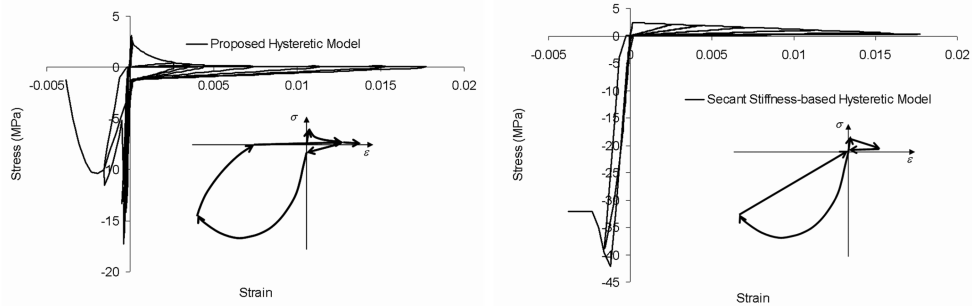 5
Proposed Hysteretic Model
0
-0.005
0
0.005
0.01
0.015
0.02
-5
-10
-15
-20
Stress (MPa)
Strain
σ
ε
5
0
-0.005
0
0.005
0.01
0.015
0.02
-5
-10
-15
-20
-25
-30
-35
-40
-45
Secant Stiffness-based Hysteretic Model
Stress (MPa)
Strain
σ
ε